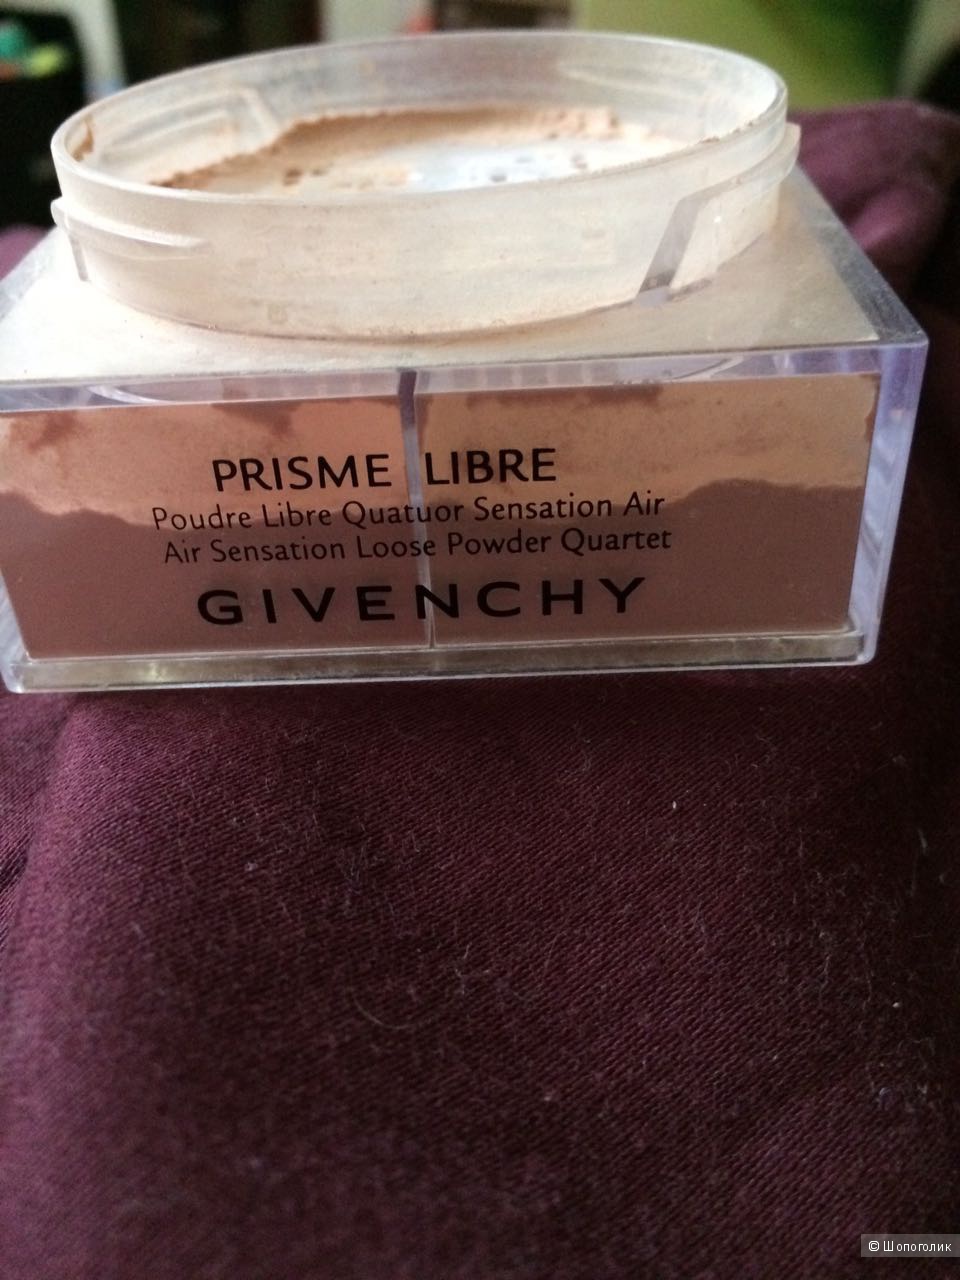 PRISME LIBRE
Poudre Libre Quatuor Sensation Air
Air Sensation Loose Powder Quartet
GIVENCHY
© Шопоголик